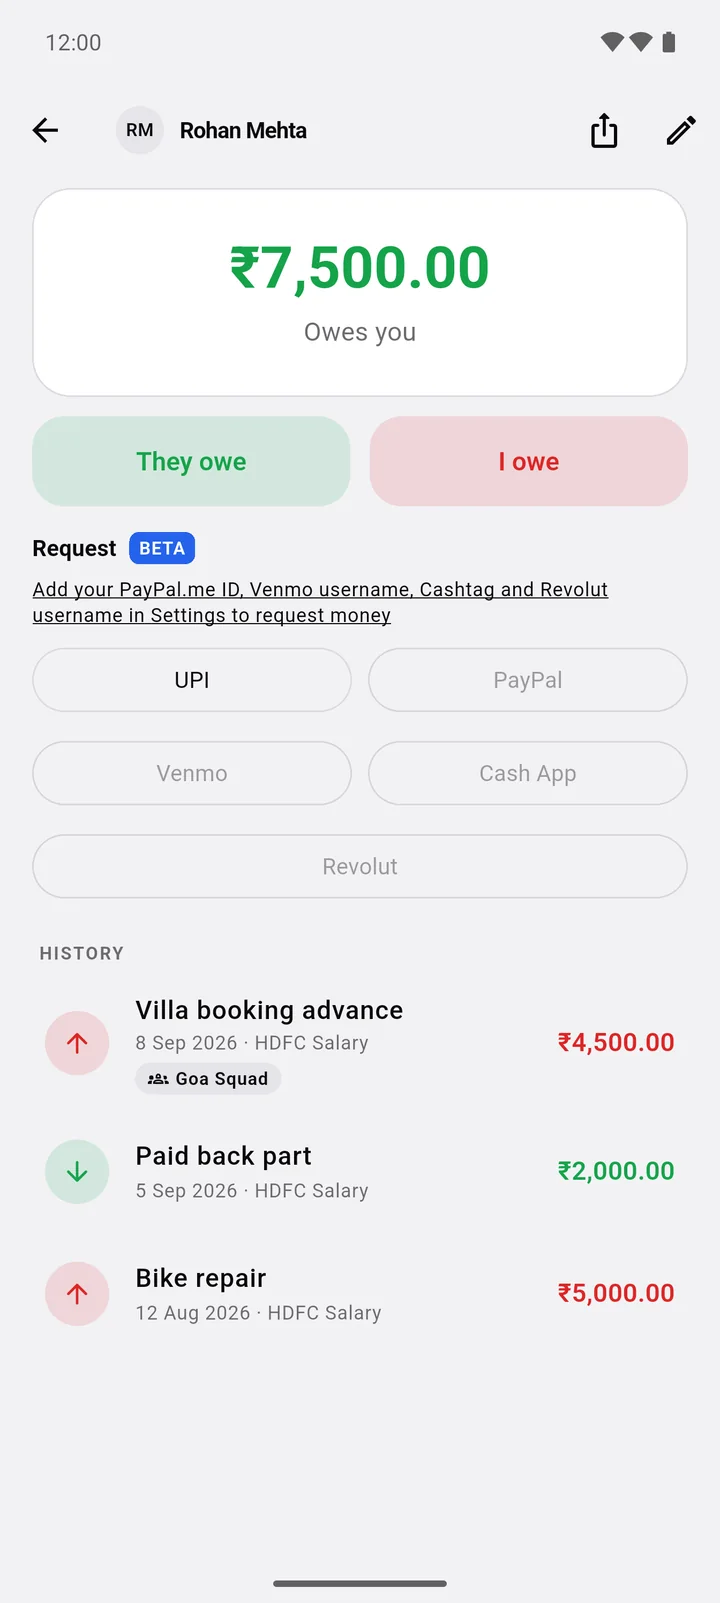 12:00
RM
Rohan Mehta
₹7,500.00
Owes you
They owe
I owe
Request
BETA
Add your PayPal.me ID, Venmo username, Cashtag and Revolut
username in Settings to request money
UPI
PayPal
Venmo
Cash App
Revolut
HISTORY
Villa booking advance
8 Sep 2026 · HDFC Salary
Goa Squad
₹4,500.00
Paid back part
5 Sep 2026 · HDFC Salary
₹2,000.00
Bike repair
12 Aug 2026 · HDFC Salary
₹5,000.00